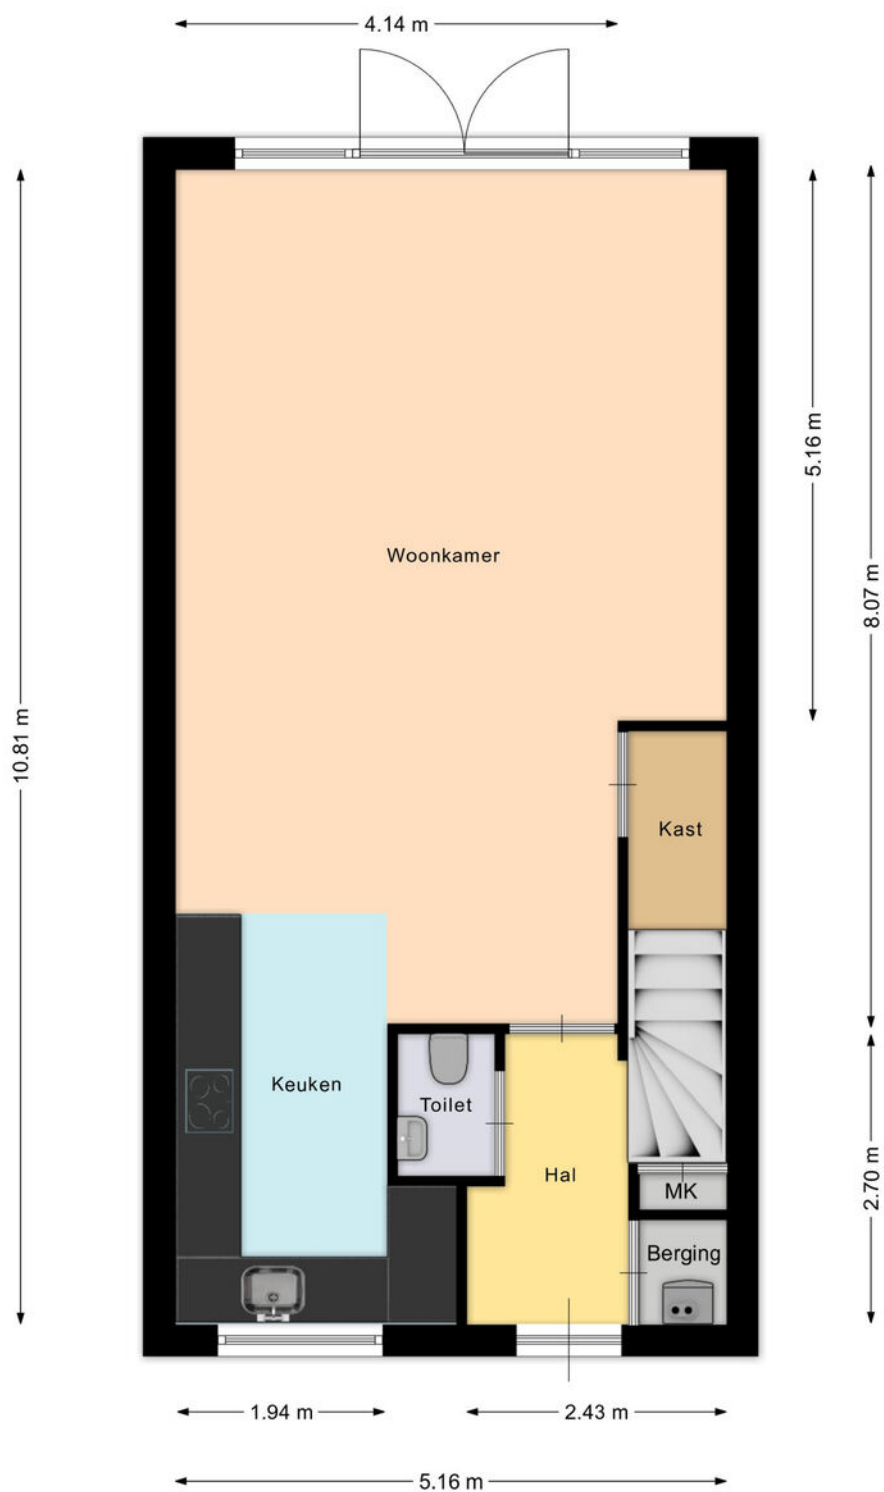 4.14 m
5.16 m
8.07 m
10.81 m
Woonkamer
Kast
Keuken
Toilet
Hal
MK
Berging
2.70 m
1.94 m
2.43 m
5.16 m